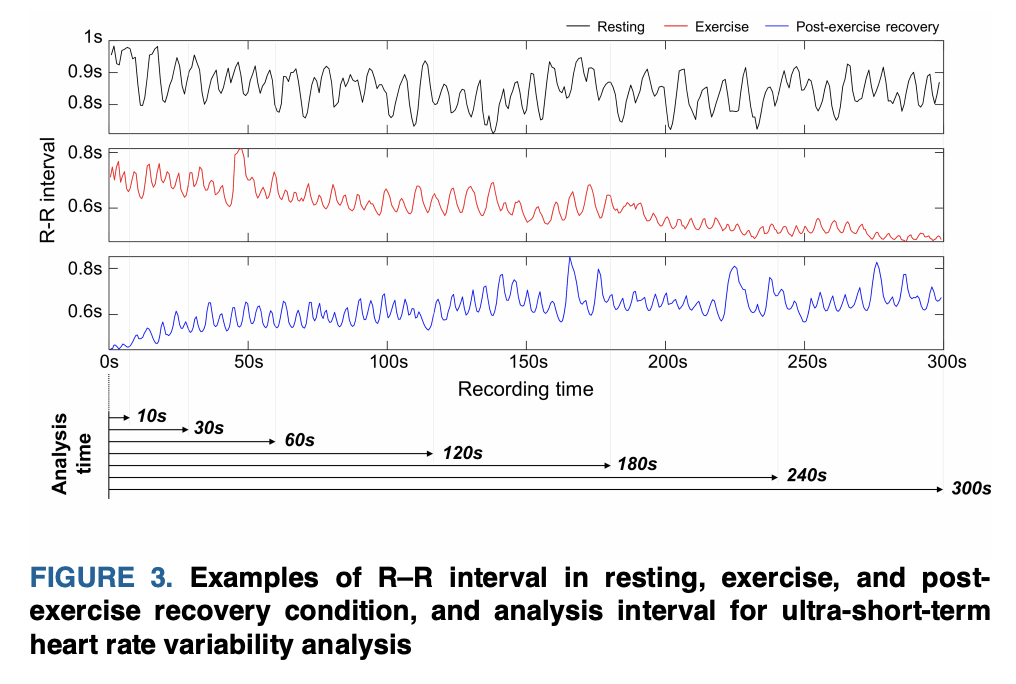 Resting Exercise Post-exercise recovery
1s
0.9s
0.8s
0.8s
0.6s
0.8s
0.6s
R-R interval
0s 50s 100s 150s 200s 250s 300s
Recording time
Analysis
time
10s
30s
60s
120s
180s
240s
300s
FIGURE 3. Examples of R–R interval in resting, exercise, and post-
exercise recovery condition, and analysis interval for ultra-short-term
heart rate variability analysis